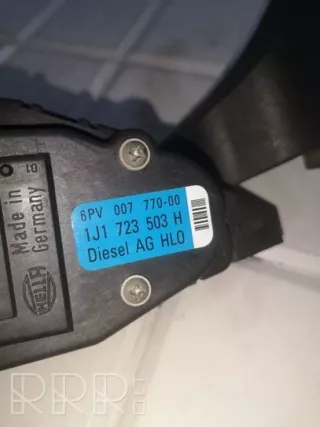 6PV 007 770-00
1J1 723 503 H
Diesel AG HLO
Made in
Germany
HELLA
RRR